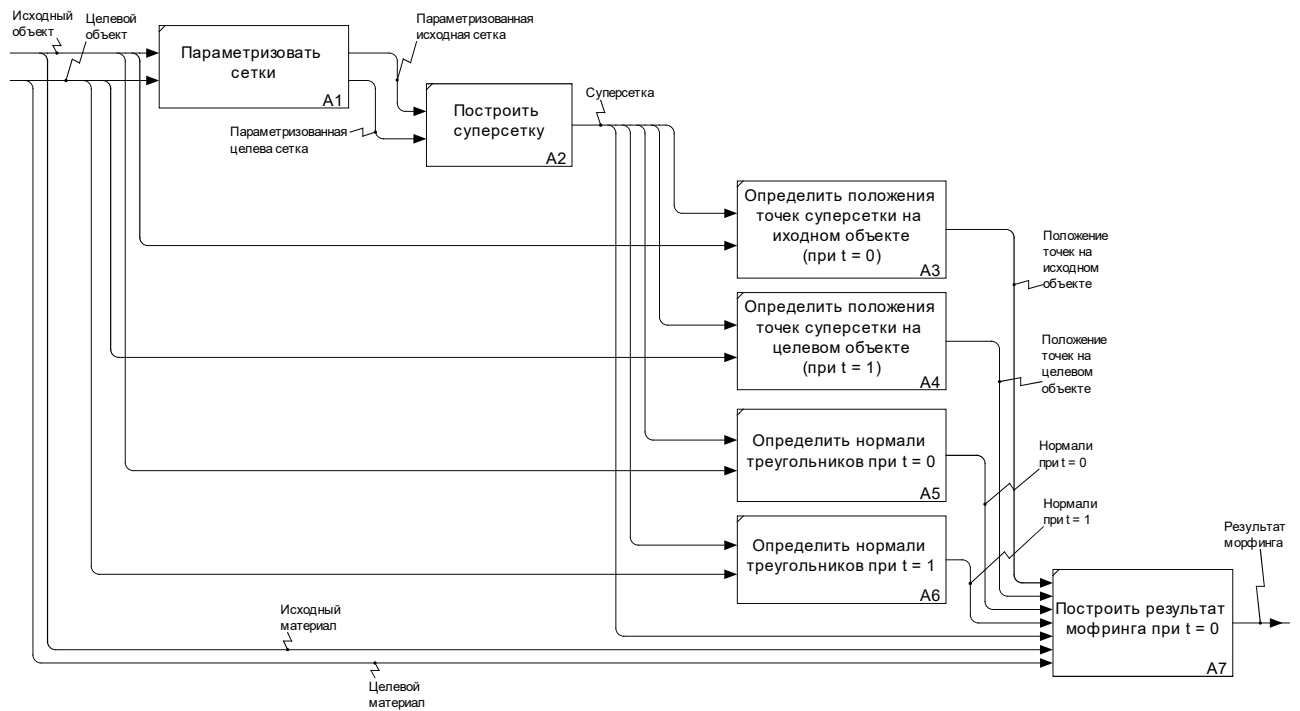 Исходный
объект
Целевой
объект
Параметризовать
сетки
A1
Параметризованная
исходная сетка
Параметризованная
целева сетка
Построить
суперсетку
A2
Суперсетка
Определить положения
точек суперсетки на
иходном объекте
(при t = 0)
A3
Положение
точек на
исходном
объекте
Определить положения
точек суперсетки на
целевом объекте
(при t = 1)
A4
Положение
точек на
целевом
объекте
Определить нормали
треугольников при t = 0
A5
Нормали
при t = 0
Нормали
при t = 1
Определить нормали
треугольников при t = 1
A6
Результат
морфинга
Построить результат
мофринга при t = 0
A7
Исходный
материал
Целевой
материал